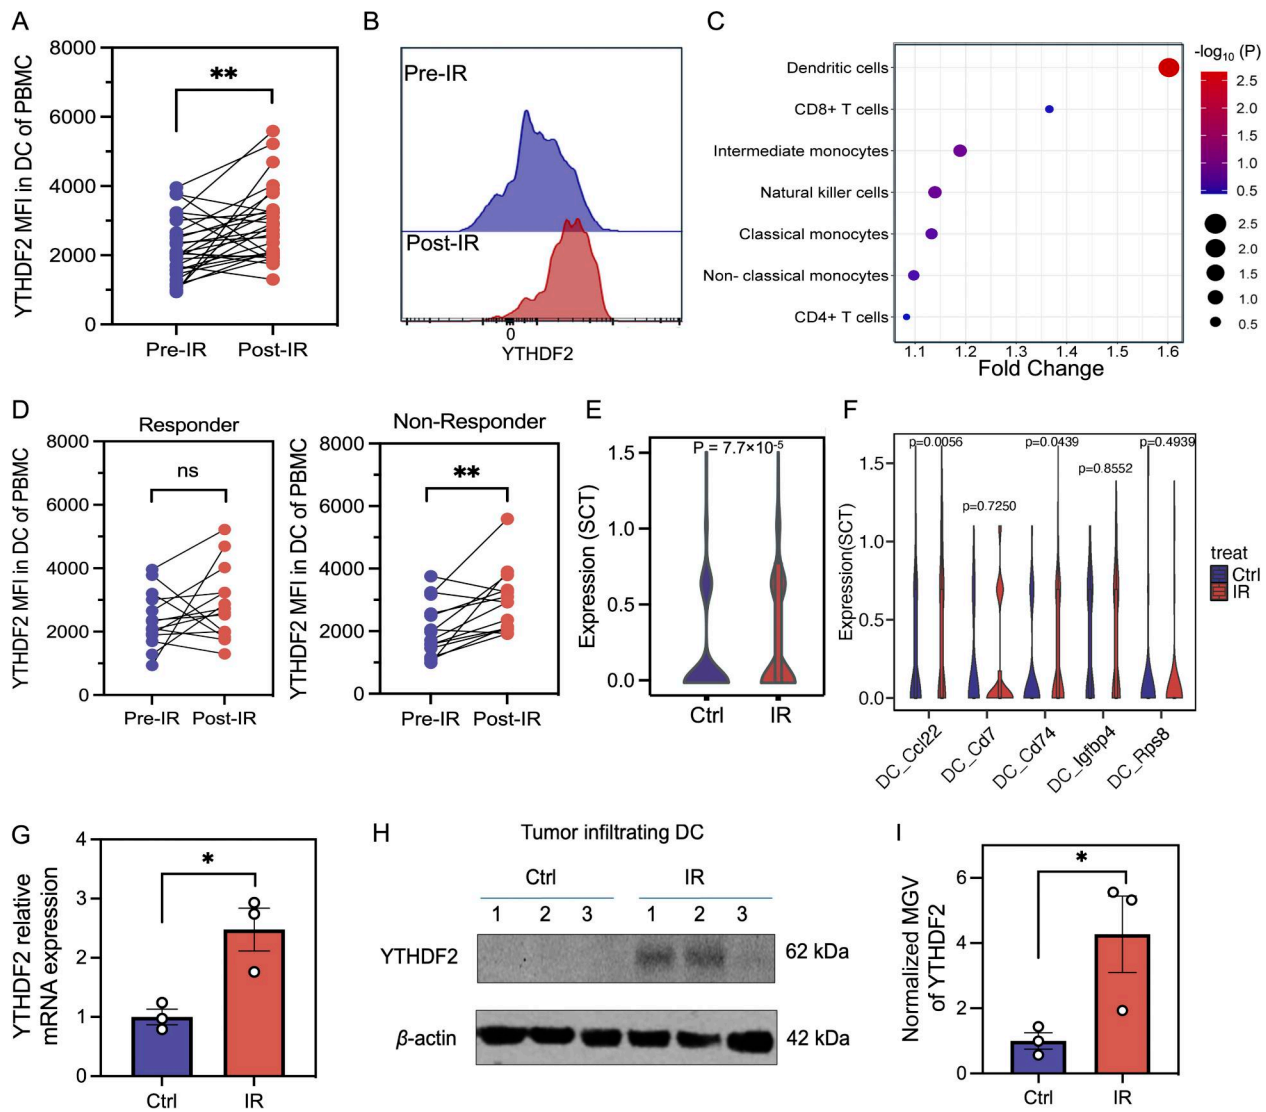 A
YTHDF2 MFI in DC of PBMC
8000
6000
4000
2000
0
**
Pre-IR Post-IR
B
Pre-IR
Post-IR
0
YTHDF2
C
Dendritic cells
CD8+ T cells
Intermediate monocytes
Natural killer cells
Classical monocytes
Non- classical monocytes
CD4+ T cells
1.1 1.2 1.3 1.4 1.5 1.6
Fold Change
-log10 (P)
2.5
2.0
1.5
1.0
0.5
2.5
2.0
1.5
1.0
0.5
D
Responder
YTHDF2 MFI in DC of PBMC
8000
6000
4000
2000
0
ns
Pre-IR Post-IR
Non-Responder
YTHDF2 MFI in DC of PBMC
8000
6000
4000
2000
0
**
Pre-IR Post-IR
E
Expression (SCT)
1.5
1.0
0.5
0.0
P = 7.7×10-5
Ctrl IR
F
Expression(SCT)
1.5
1.0
0.5
0.0
p=0.0056
p=0.7250
p=0.0439
p=0.8552
p=0.4939
DC_Ccl22
DC_Cd7
DC_Cd74
DC_Igfbp4
DC_Rps8
treat
Ctrl
IR
G
YTHDF2 relative
mRNA expression
4
3
2
1
0
*
Ctrl IR
H
Tumor infiltrating DC
Ctrl IR
1 2 3 1 2 3
YTHDF2 62 kDa
β-actin 42 kDa
I
Normalized MGV
of YTHDF2
6
4
2
0
*
Ctrl IR